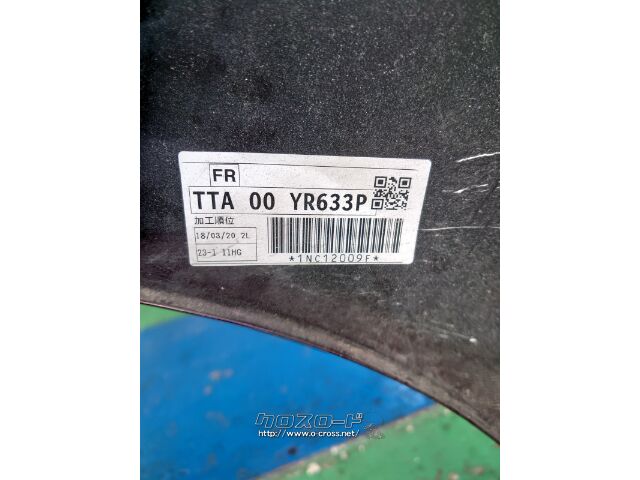 FR
TTA 00 YR633P
加工順位
18/03/20 2L
23-1 11HG
*1NC12009F*
クロスロード
http://www.o-cross.net/